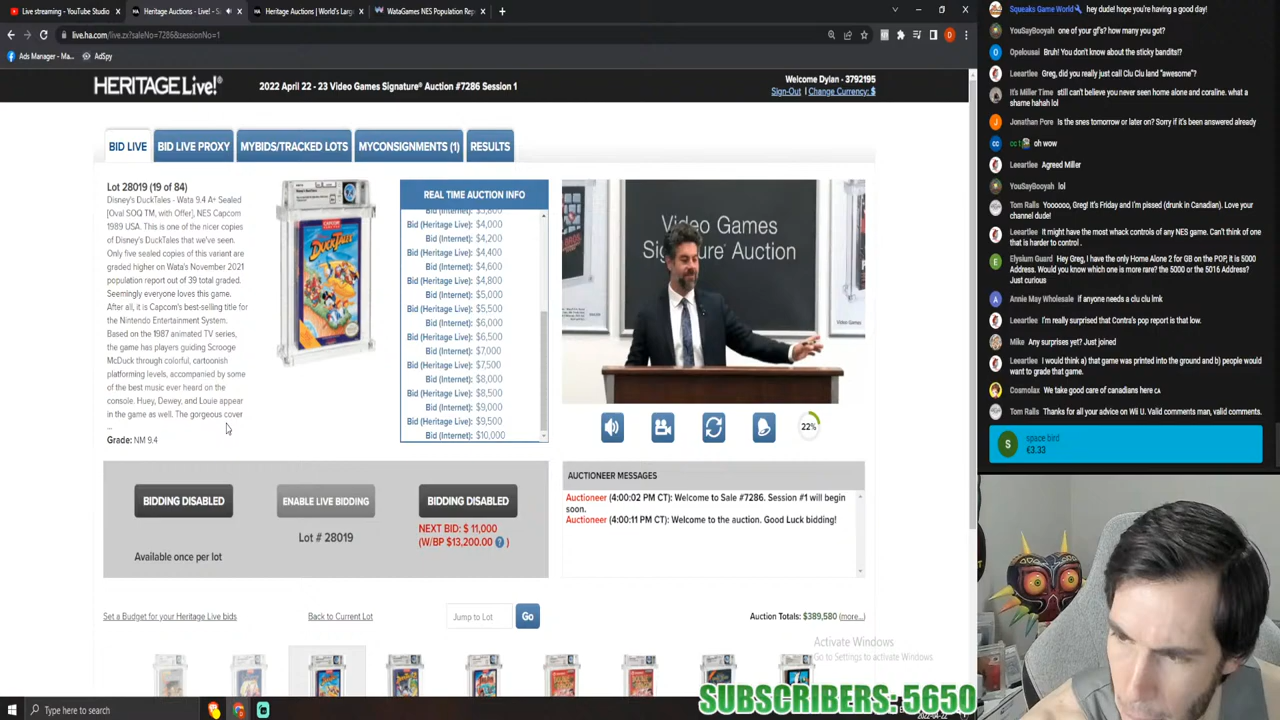 Live streaming - YouTube Studio
Heritage Auctions - Live! - S
Heritage Auctions | World's Larg
WataGames NES Population Rep
live.ha.com/live.zx?saleNo=7286&sessionNo=1
Ads Manager - Ma...
AdSpy
HERITAGE Live!
2022 April 22 - 23 Video Games Signature® Auction #7286 Session 1
Welcome Dylan - 3792195
Sign-Out | Change Currency: $
BID LIVE
BID LIVE PROXY
MYBIDS/TRACKED LOTS
MYCONSIGNMENTS (1)
RESULTS
Lot 28019 (19 of 84)
Disney's DuckTales - Wata 9.4 A+ Sealed
[Oval SOQ TM, with Offer], NES Capcom
1989 USA. This is one of the nicer copies
of Disney's DuckTales that we've seen.
Only five sealed copies of this variant are
graded higher on Wata's November 2021
population report out of 39 total graded.
Seemingly everyone loves this game.
After all, it is Capcom's best-selling title for
the Nintendo Entertainment System.
Based on the 1987 animated TV series,
the game has players guiding Scrooge
McDuck through colorful, cartoonish
platforming levels, accompanied by some
of the best music ever heard on the
console. Huey, Dewey, and Louie appear
in the game as well. The gorgeous cover
...
Grade: NM 9.4
DUCKTALES
REAL TIME AUCTION INFO
Bid (Internet): $3,800
Bid (Heritage Live): $4,000
Bid (Internet): $4,200
Bid (Heritage Live): $4,400
Bid (Internet): $4,600
Bid (Heritage Live): $4,800
Bid (Internet): $5,000
Bid (Heritage Live): $5,500
Bid (Internet): $6,000
Bid (Heritage Live): $6,500
Bid (Internet): $7,000
Bid (Heritage Live): $7,500
Bid (Internet): $8,000
Bid (Heritage Live): $8,500
Bid (Internet): $9,000
Bid (Heritage Live): $9,500
Bid (Internet): $10,000
Video Games
Signature® Auction
22%
BIDDING DISABLED
Available once per lot
ENABLE LIVE BIDDING
Lot # 28019
BIDDING DISABLED
NEXT BID: $ 11,000
(W/BP $13,200.00 ? )
AUCTIONEER MESSAGES
Auctioneer (4:00:02 PM CT): Welcome to Sale #7286. Session #1 will begin
soon.
Auctioneer (4:00:11 PM CT): Welcome to the auction. Good Luck bidding!
Set a Budget for your Heritage Live bids
Back to Current Lot
Jump to Lot
Go
Auction Totals: $389,580 (more...)
Activate Windows
Go to Settings to activate Windows.
Type here to search
SUBSCRIBERS: 5650
2022-04-22
Squeaks Game World hey dude! hope you're having a good day!
YouSayBooyah one of your gf's? how many you got?
Opelousai Bruh! You don't know about the sticky bandits!?
Leeartlee Greg, did you really just call Clu Clu land "awesome"?
It's Miller Time still can't believe you never seen home alone and coraline. what a
shame hahah lol
Jonathan Pore Is the snes tomorrow or later on? Sorry if it's been answered already
cc t oh wow
Leeartlee Agreed Miller
YouSayBooyah lol
Tom Ralls Yoooooo, Greg! It's Friday and I'm pissed (drunk in Canadian). Love your
channel dude!
Leeartlee It might have the most whack controls of any NES game. Can't think of one
that is harder to control .
Elysium Guard Hey Greg, I have the only Home Alone 2 for GB on the POP, it is 5000
Address. Would you know which one is more rare? the 5000 or the 5016 Address?
Just curious
Annie May Wholesale If anyone needs a clu clu lmk
Leeartlee I'm really surprised that Contra's pop report is that low.
Mike Any surprises yet? Just joined
Leeartlee I would think a) that game was printed into the ground and b) people would
want to grade that game.
Cosmolax We take good care of canadians here CA
Tom Ralls Thanks for all your advice on Wii U. Valid comments man, valid comments.
S
space bird
€3.33